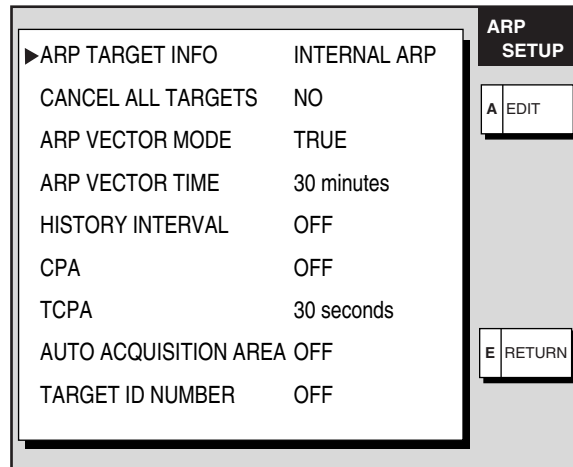 ARP
SETUP
▶ARP TARGET INFO INTERNAL ARP
CANCEL ALL TARGETS NO
ARP VECTOR MODE TRUE
ARP VECTOR TIME 30 minutes
HISTORY INTERVAL OFF
CPA OFF
TCPA 30 seconds
AUTO ACQUISITION AREA OFF
TARGET ID NUMBER OFF
A EDIT
E RETURN